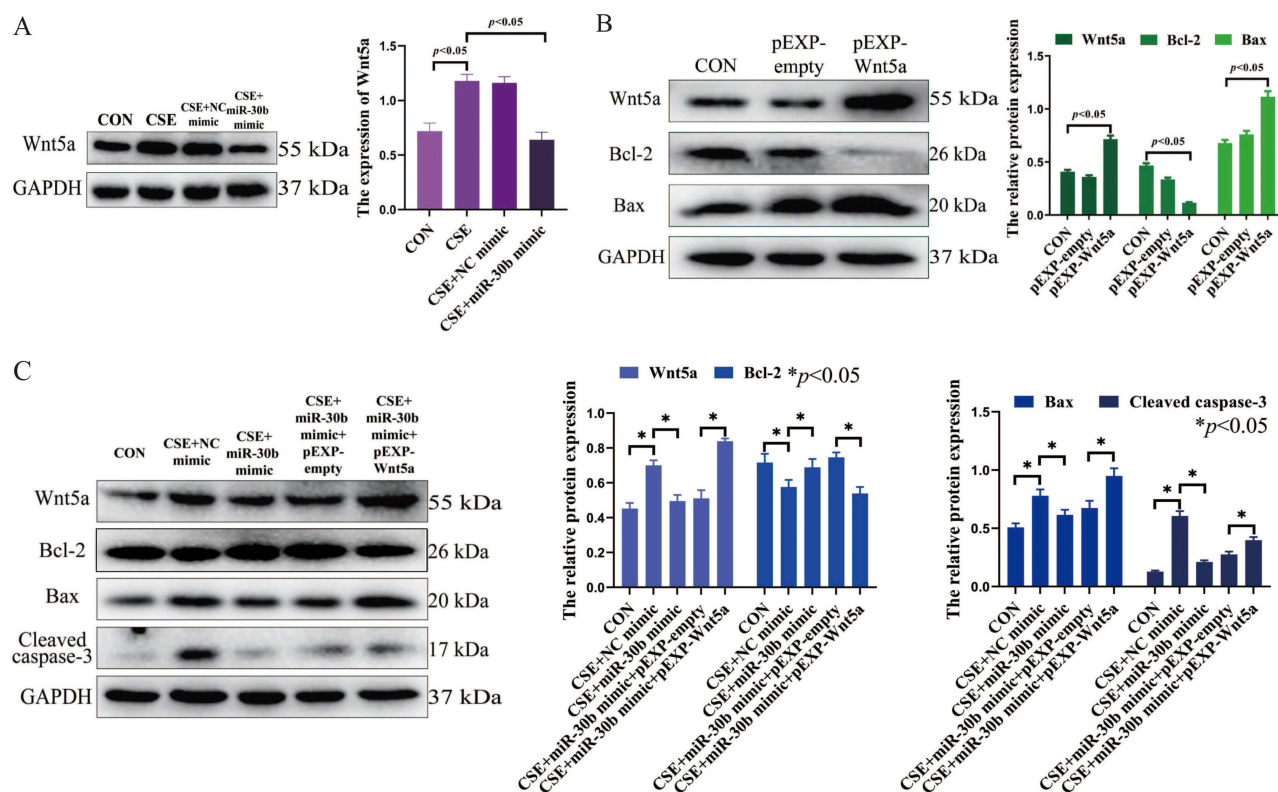 A
CON
CSE
CSE+NC
mimic
CSE+
miR-30b
mimic
Wnt5a
55 kDa
GAPDH
37 kDa
The expression of Wnt5a
p<0.05
p<0.05
1.5
1.0
0.5
0.0
CON
CSE
CSE+NC mimic
CSE+miR-30b mimic
B
CON
pEXP-
empty
pEXP-
Wnt5a
Wnt5a
55 kDa
Bcl-2
26 kDa
Bax
20 kDa
GAPDH
37 kDa
Wnt5a
Bcl-2
Bax
The relative protein expression
p<0.05
p<0.05
p<0.05
1.5
1.0
0.5
0.0
CON
pEXP-empty
pEXP-Wnt5a
CON
pEXP-empty
pEXP-Wnt5a
CON
pEXP-empty
pEXP-Wnt5a
C
CON
CSE+NC
mimic
CSE+
miR-30b
mimic
CSE+
miR-30b
mimic+
pEXP-
empty
CSE+
miR-30b
mimic+
pEXP-
Wnt5a
Wnt5a
55 kDa
Bcl-2
26 kDa
Bax
20 kDa
Cleaved
caspase-3
17 kDa
GAPDH
37 kDa
Wnt5a
Bcl-2
*p<0.05
The relative protein expression
1.0
0.8
0.6
0.4
0.2
0.0
* * *
* * *
CON
CSE+NC mimic
CSE+miR-30b mimic
CSE+miR-30b mimic+pEXP-empty
CSE+miR-30b mimic+pEXP-Wnt5a
CON
CSE+NC mimic
CSE+miR-30b mimic
CSE+miR-30b mimic+pEXP-empty
CSE+miR-30b mimic+pEXP-Wnt5a
Bax
Cleaved caspase-3
*p<0.05
The relative protein expression
1.5
1.0
0.5
0.0
* * *
* * *
CON
CSE+NC mimic
CSE+miR-30b mimic
CSE+miR-30b mimic+pEXP-empty
CSE+miR-30b mimic+pEXP-Wnt5a
CON
CSE+NC mimic
CSE+miR-30b mimic
CSE+miR-30b mimic+pEXP-empty
CSE+miR-30b mimic+pEXP-Wnt5a